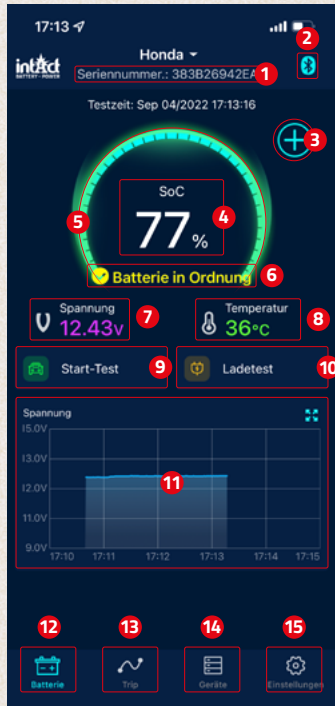 17:13
2
intAct
BATTERY-POWER
Honda
Seriennummer.: 383B26942EA
1
Testzeit: Sep 04/2022 17:13:16
3
SoC
5
77%
4
Batterie in Ordnung
6
Spannung
12.43v
7
Temperatur
36°C
8
Start-Test
9
Ladetest
10
Spannung
15.0V
13.0V
12.0V
11
11.0V
9.0V
17:10 17:11 17:12 17:13 17:14 17:15
12 13 14 15
Batterie Trip Geräte Einstellungen